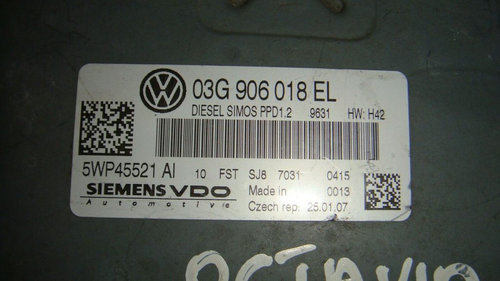 03G 906 018 EL
DIESEL SIMOS PPD1.2 9631 HW: H42
5WP45521 AI 10 FST SJ8 7031 0415
SIEMENS VDO Made in 0013
Automotive Czech rep. 25.01.07
OCTAVIA